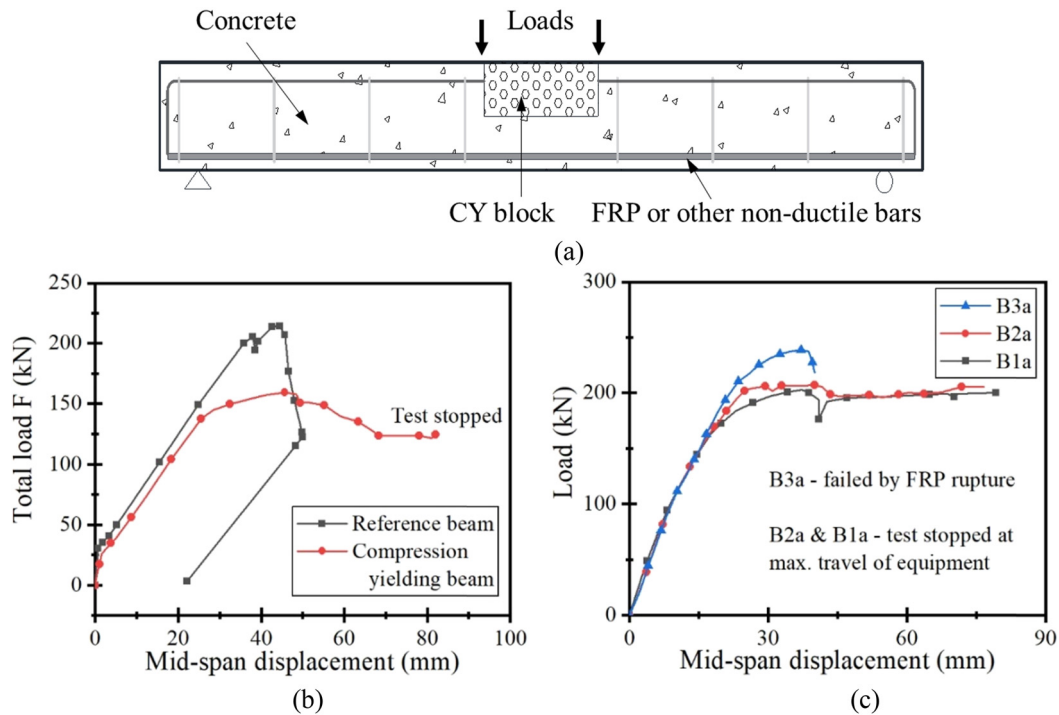 Concrete
Loads
CY block
FRP or other non-ductile bars
(a)
250
200
150
100
50
0
Total load F (kN)
Test stopped
Reference beam
Compression
yielding beam
0 20 40 60 80 100
Mid-span displacement (mm)
(b)
300
200
100
0
Load (kN)
B3a
B2a
B1a
B3a - failed by FRP rupture
B2a & B1a - test stopped at
max. travel of equipment
0 30 60 90
Mid-span displacement (mm)
(c)